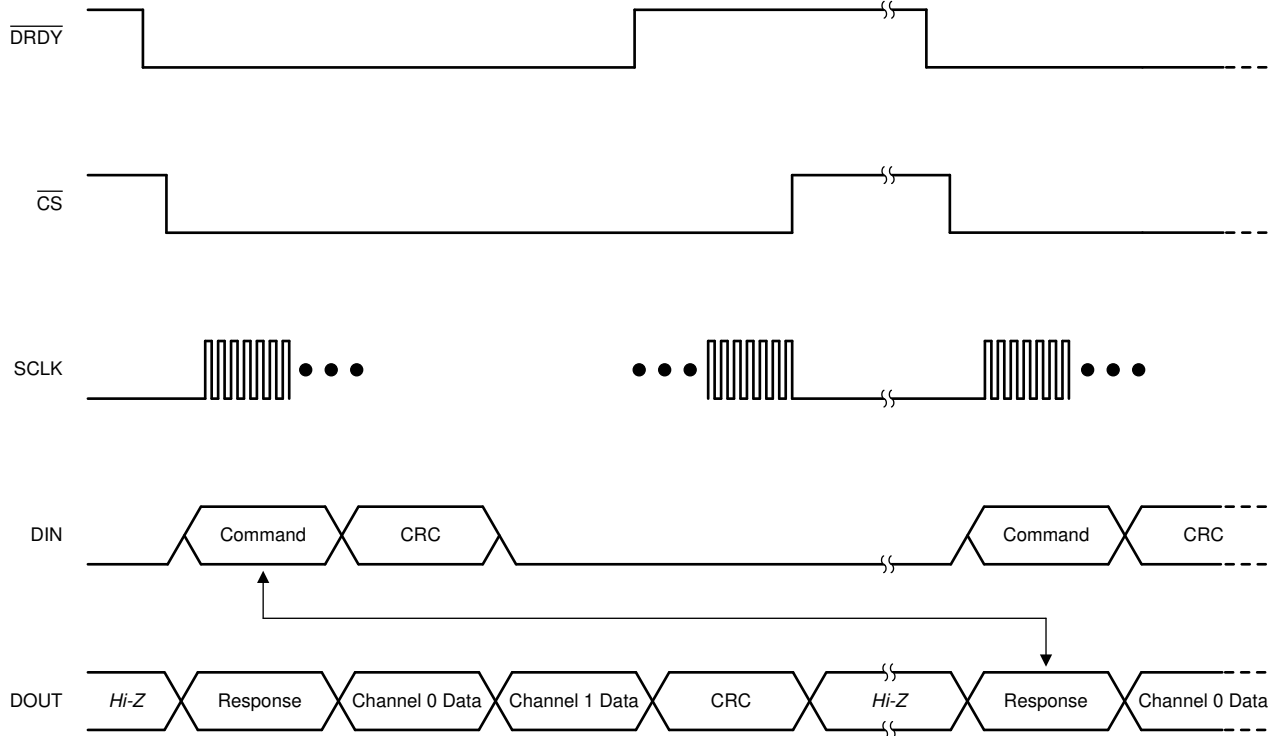 DRDY
CS
SCLK
DIN Command CRC Command CRC
DOUT Hi-Z Response Channel 0 Data Channel 1 Data CRC Hi-Z Response Channel 0 Data